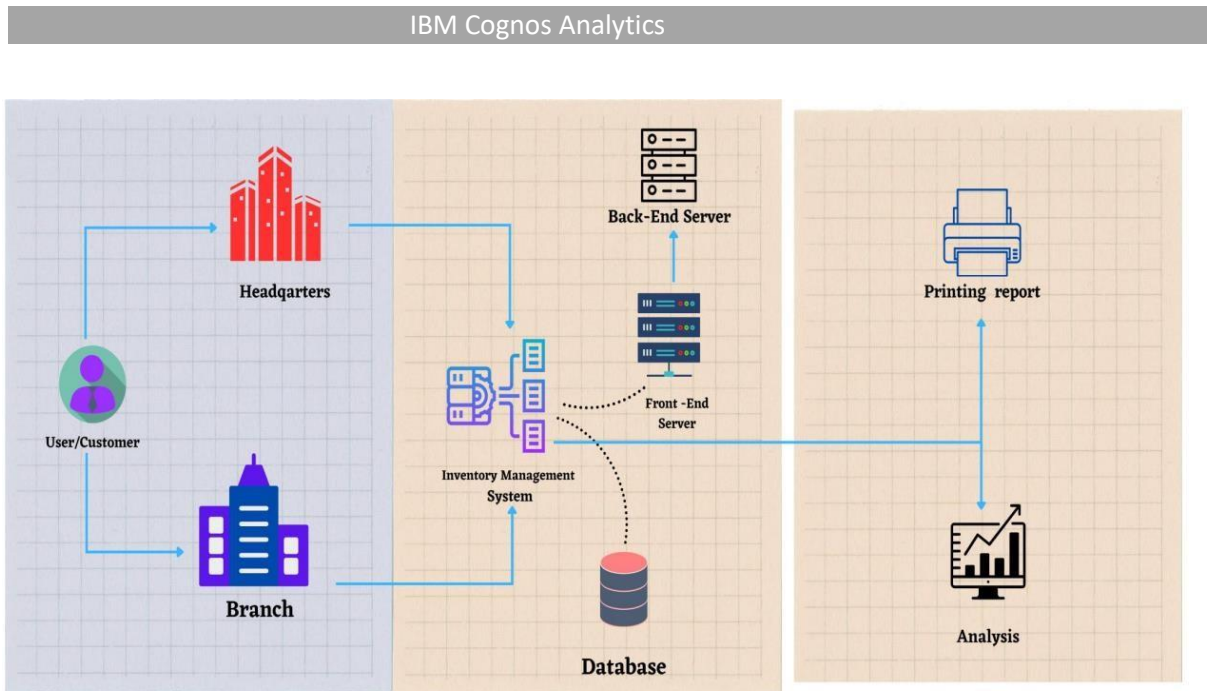 IBM Cognos Analytics
Back-End Server
Headqarters
Printing report
User/Customer
Front -End
Server
Inventory Management
System
Branch
Analysis
Database